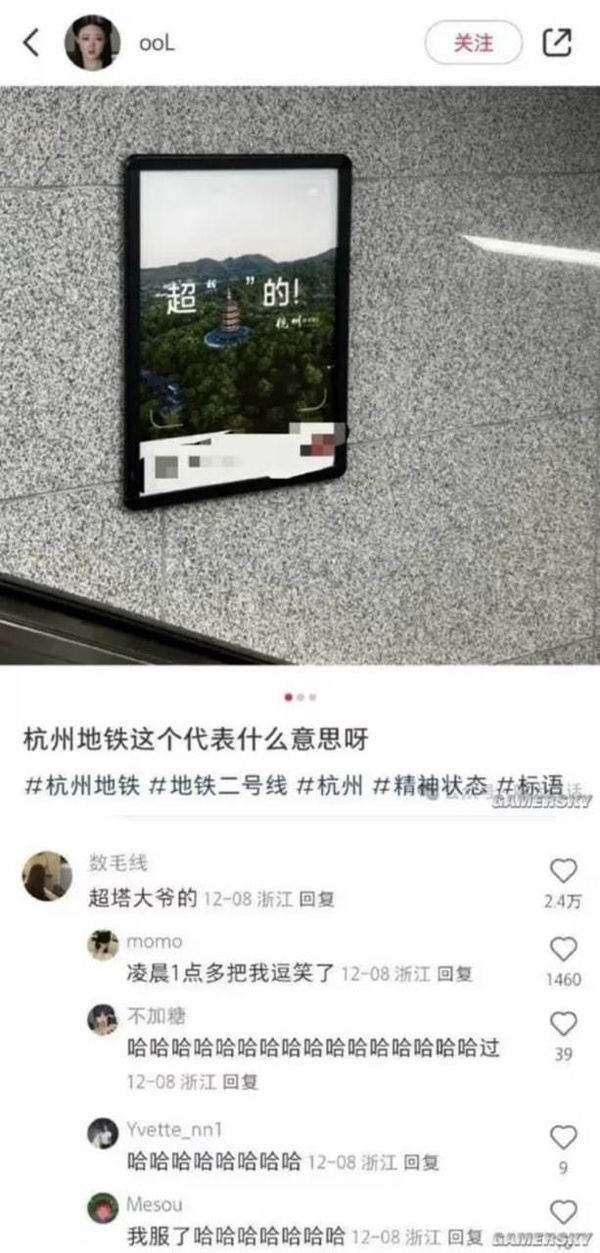 ooL
关注
超“ ”的!
杭州
杭州地铁这个代表什么意思呀
#杭州地铁 #地铁二号线 #杭州 #精神状态 #标语
GAMERSKY
数毛线
超塔大爷的 12-08 浙江 回复
2.4万
momo
凌晨1点多把我逗笑了 12-08 浙江 回复
1460
不加糖
哈哈哈哈哈哈哈哈哈哈哈哈哈哈哈哈过
12-08 浙江 回复
39
Yvette_nn1
哈哈哈哈哈哈哈哈 12-08 浙江 回复
9
Mesou
我服了哈哈哈哈哈哈哈 12-08 浙江 回复
GAMERSKY